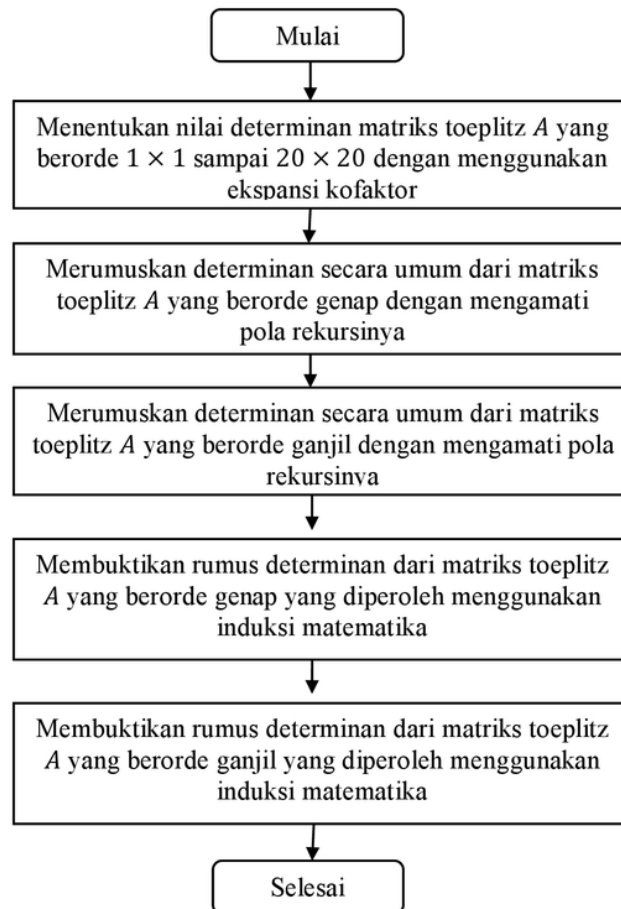 Mulai
Menentukan nilai determinan matriks toeplitz A yang
berorde 1 × 1 sampai 20 × 20 dengan menggunakan
ekspansi kofaktor
Merumuskan determinan secara umum dari matriks
toeplitz A yang berorde genap dengan mengamati
pola rekursinya
Merumuskan determinan secara umum dari matriks
toeplitz A yang berorde ganjil dengan mengamati pola
rekursinya
Membuktikan rumus determinan dari matriks toeplitz
A yang berorde genap yang diperoleh menggunakan
induksi matematika
Membuktikan rumus determinan dari matriks toeplitz
A yang berorde ganjil yang diperoleh menggunakan
induksi matematika
Selesai